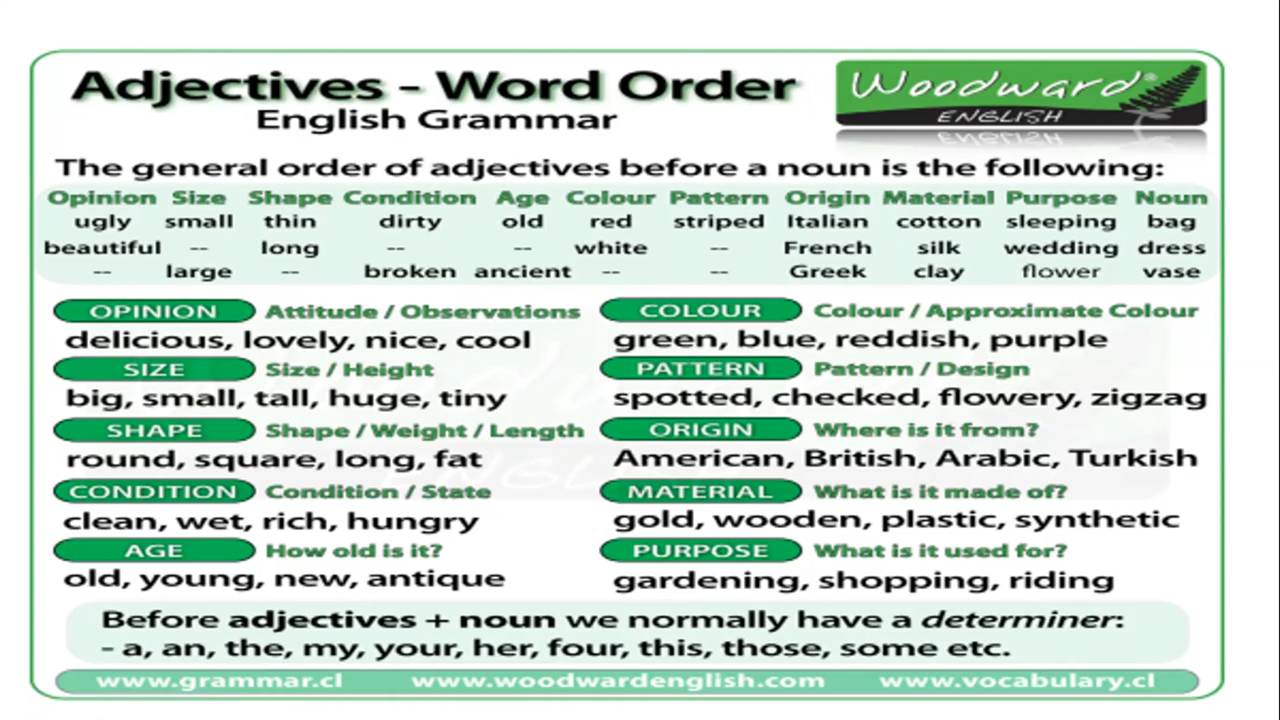 Adjectives - Word Order
English Grammar
Woodward®
ENGLISH
The general order of adjectives before a noun is the following:
Opinion Size Shape Condition Age Colour Pattern Origin Material Purpose Noun
ugly small thin dirty old red striped Italian cotton sleeping bag
beautiful -- long -- -- white -- French silk wedding dress
-- large -- broken ancient -- -- Greek clay flower vase
OPINION Attitude / Observations
delicious, lovely, nice, cool
SIZE Size / Height
big, small, tall, huge, tiny
SHAPE Shape / Weight / Length
round, square, long, fat
CONDITION Condition / State
clean, wet, rich, hungry
AGE How old is it?
old, young, new, antique
COLOUR Colour / Approximate Colour
green, blue, reddish, purple
PATTERN Pattern / Design
spotted, checked, flowery, zigzag
ORIGIN Where is it from?
American, British, Arabic, Turkish
MATERIAL What is it made of?
gold, wooden, plastic, synthetic
PURPOSE What is it used for?
gardening, shopping, riding
Before adjectives + noun we normally have a determiner:
- a, an, the, my, your, her, four, this, those, some etc.
www.grammar.cl www.woodwardenglish.com www.vocabulary.cl